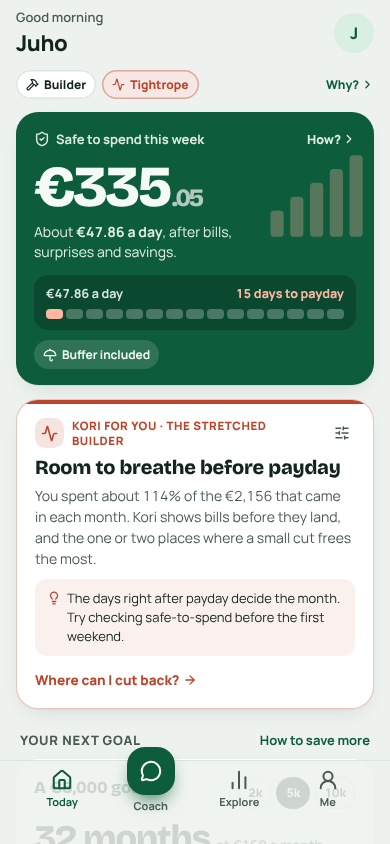 Good morning
Juho
J
Builder
Tightrope
Why?
Safe to spend this week
How?
€335.05
About €47.86 a day, after bills,
surprises and savings.
€47.86 a day
15 days to payday
Buffer included
KORI FOR YOU · THE STRETCHED
BUILDER
Room to breathe before payday
You spent about 114% of the €2,156 that came
in each month. Kori shows bills before they land,
and the one or two places where a small cut frees
the most.
The days right after payday decide the month.
Try checking safe-to-spend before the first
weekend.
Where can I cut back?
YOUR NEXT GOAL
How to save more
2k
5k
10k
Today
Coach
Explore
Me
32 months